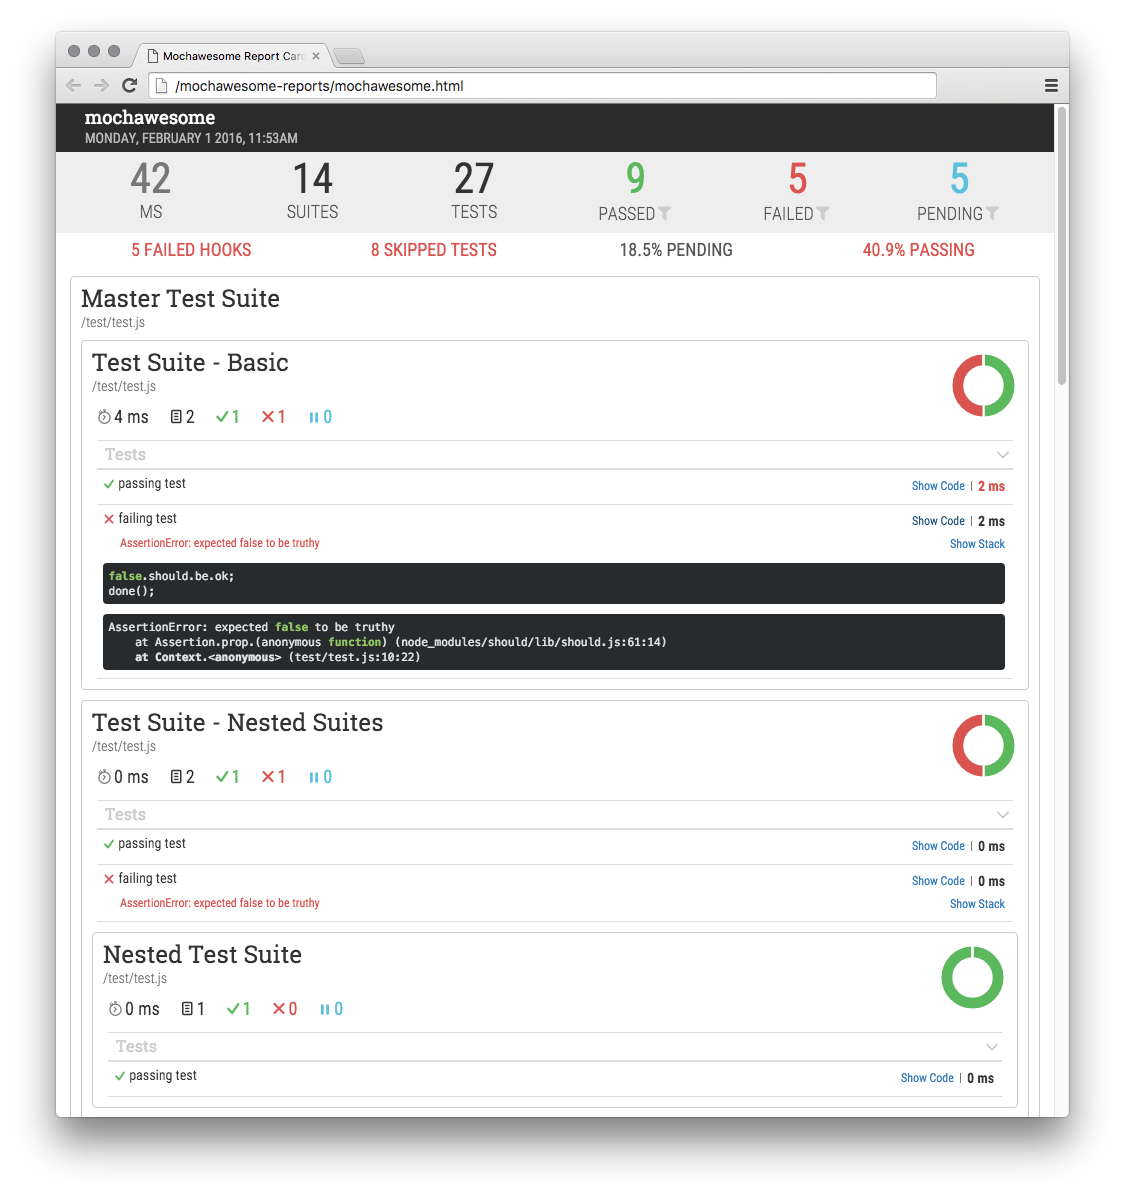 Mochawesome Report Card
/mochawesome-reports/mochawesome.html
mochawesome
MONDAY, FEBRUARY 1 2016, 11:53AM
42 14 27 9 5 5
MS SUITES TESTS PASSED FAILED PENDING
5 FAILED HOOKS 8 SKIPPED TESTS 18.5% PENDING 40.9% PASSING
Master Test Suite
/test/test.js
Test Suite - Basic
/test/test.js
4 ms 2 1 1 0
Tests
passing test Show Code | 2 ms
failing test Show Code | 2 ms
AssertionError: expected false to be truthy Show Stack
false.should.be.ok;
done();
AssertionError: expected false to be truthy
at Assertion.prop.(anonymous function) (node_modules/should/lib/should.js:61:14)
at Context.<anonymous> (test/test.js:10:22)
Test Suite - Nested Suites
/test/test.js
0 ms 2 1 1 0
Tests
passing test Show Code | 0 ms
failing test Show Code | 0 ms
AssertionError: expected false to be truthy Show Stack
Nested Test Suite
/test/test.js
0 ms 1 1 0 0
Tests
passing test Show Code | 0 ms